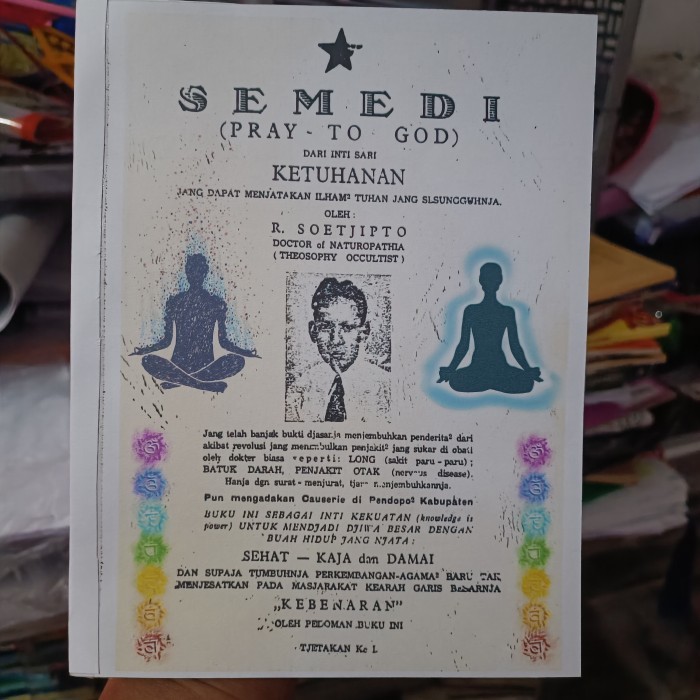 SEMEDI
(PRAY - TO GOD)
DARI INTI SARI
KETUHANAN
JANG DAPAT MENJATAKAN ILHAM² TUHAN JANG SLSUNGGUHNJA.
OLEH :
R. SOETJIPTO
DOCTOR of NATUROPATHIA
( THEOSOPHY OCCULTIST )
Jang telah banjak bukti djasanja menjembuhkan penderita² dari
akibat revolusi jang menimbulkan penjakit² jang sukar di obati
oleh dokter biasa seperti: LONG (sakit paru - paru) ;
BATUK DARAH, PENJAKIT OTAK (nervous disease).
Hanja dgn surat - menjurat, menjembuhkannja.
Pun mengadakan Causerie di Pendopo² Kabupaten
BUKU INI SEBAGAI INTI KEKUATAN (knowledge is
power) UNTUK MENDJADI DJIWA BESAR DENGAN
BUAH HIDUP JANG NJATA :
SEHAT — KAJA dan DAMAI
DAN SUPAJA TUMBUHNJA PERKEMBANGAN-AGAMA² BARU TAK
MENJESATKAN PADA MASJARAKAT KEARAH GARIS BESARNJA
„KEBENARAN"
OLEH PEDOMAN BUKU INI
TJETAKAN Ke I.